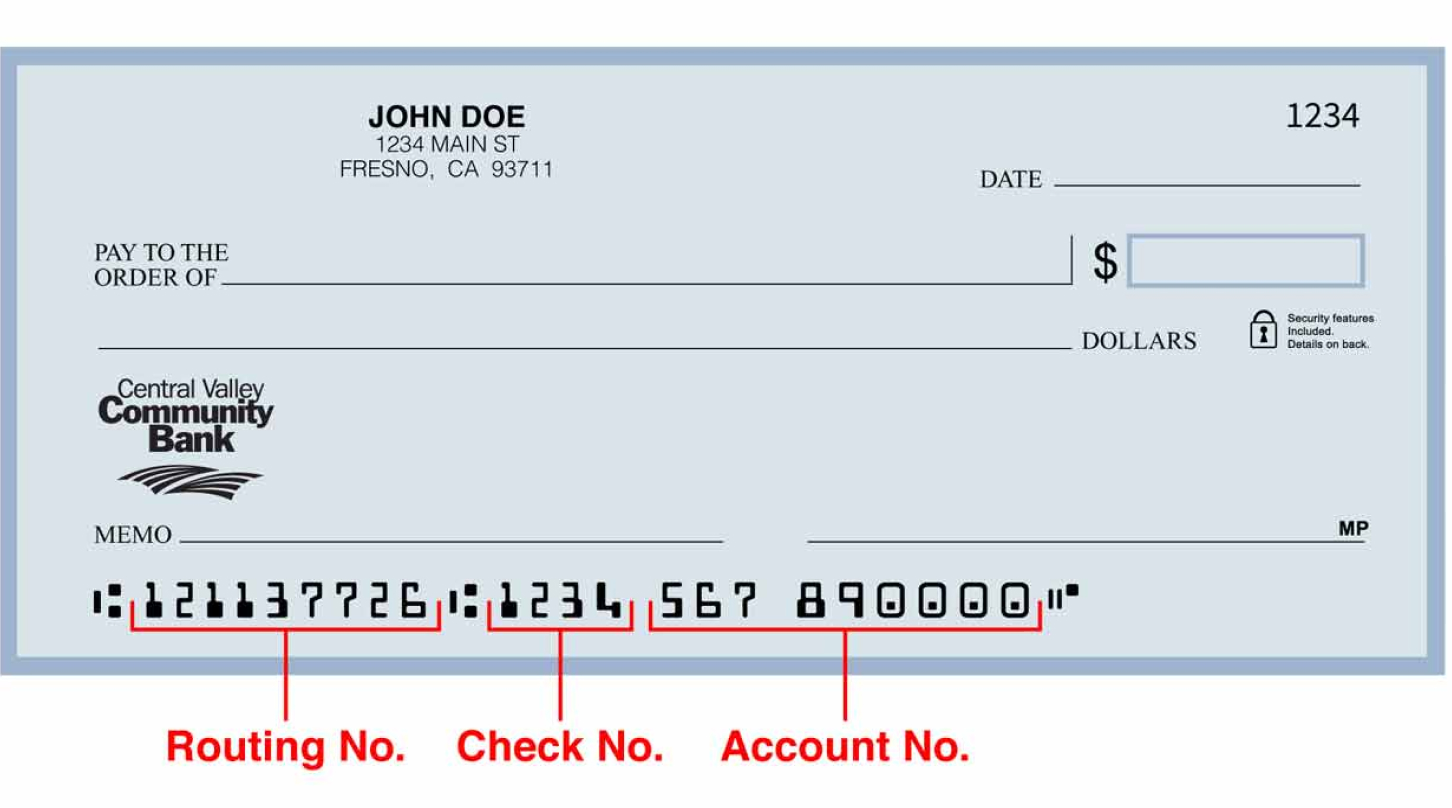 JOHN DOE
1234 MAIN ST
FRESNO, CA 93711
1234
DATE
PAY TO THE
ORDER OF
$
DOLLARS
Security features
Included.
Details on back.
Central Valley
Community
Bank
MEMO
MP
⑆121137726⑆1234 567 890000⑈
Routing No. Check No. Account No.